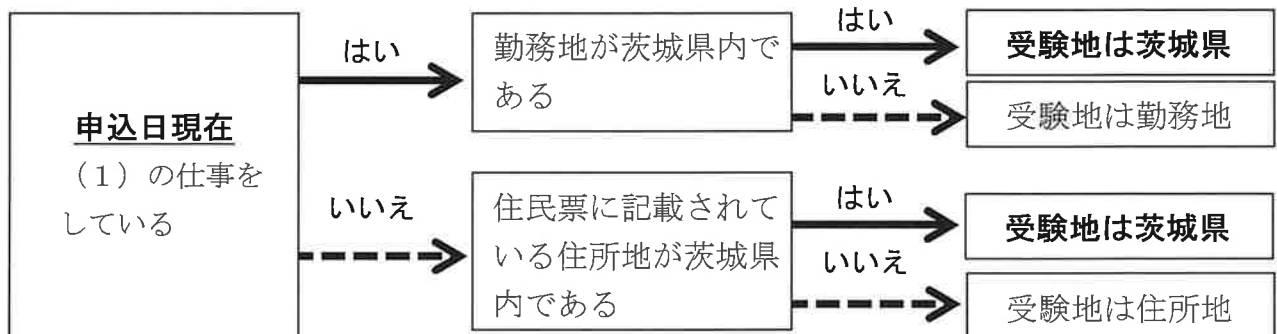 申込日現在
（１）の仕事を
している
はい
いいえ
勤務地が茨城県内で
ある
はい
いいえ
受験地は茨城県
受験地は勤務地
住民票に記載されて
いる住所地が茨城県
内である
はい
いいえ
受験地は茨城県
受験地は住所地